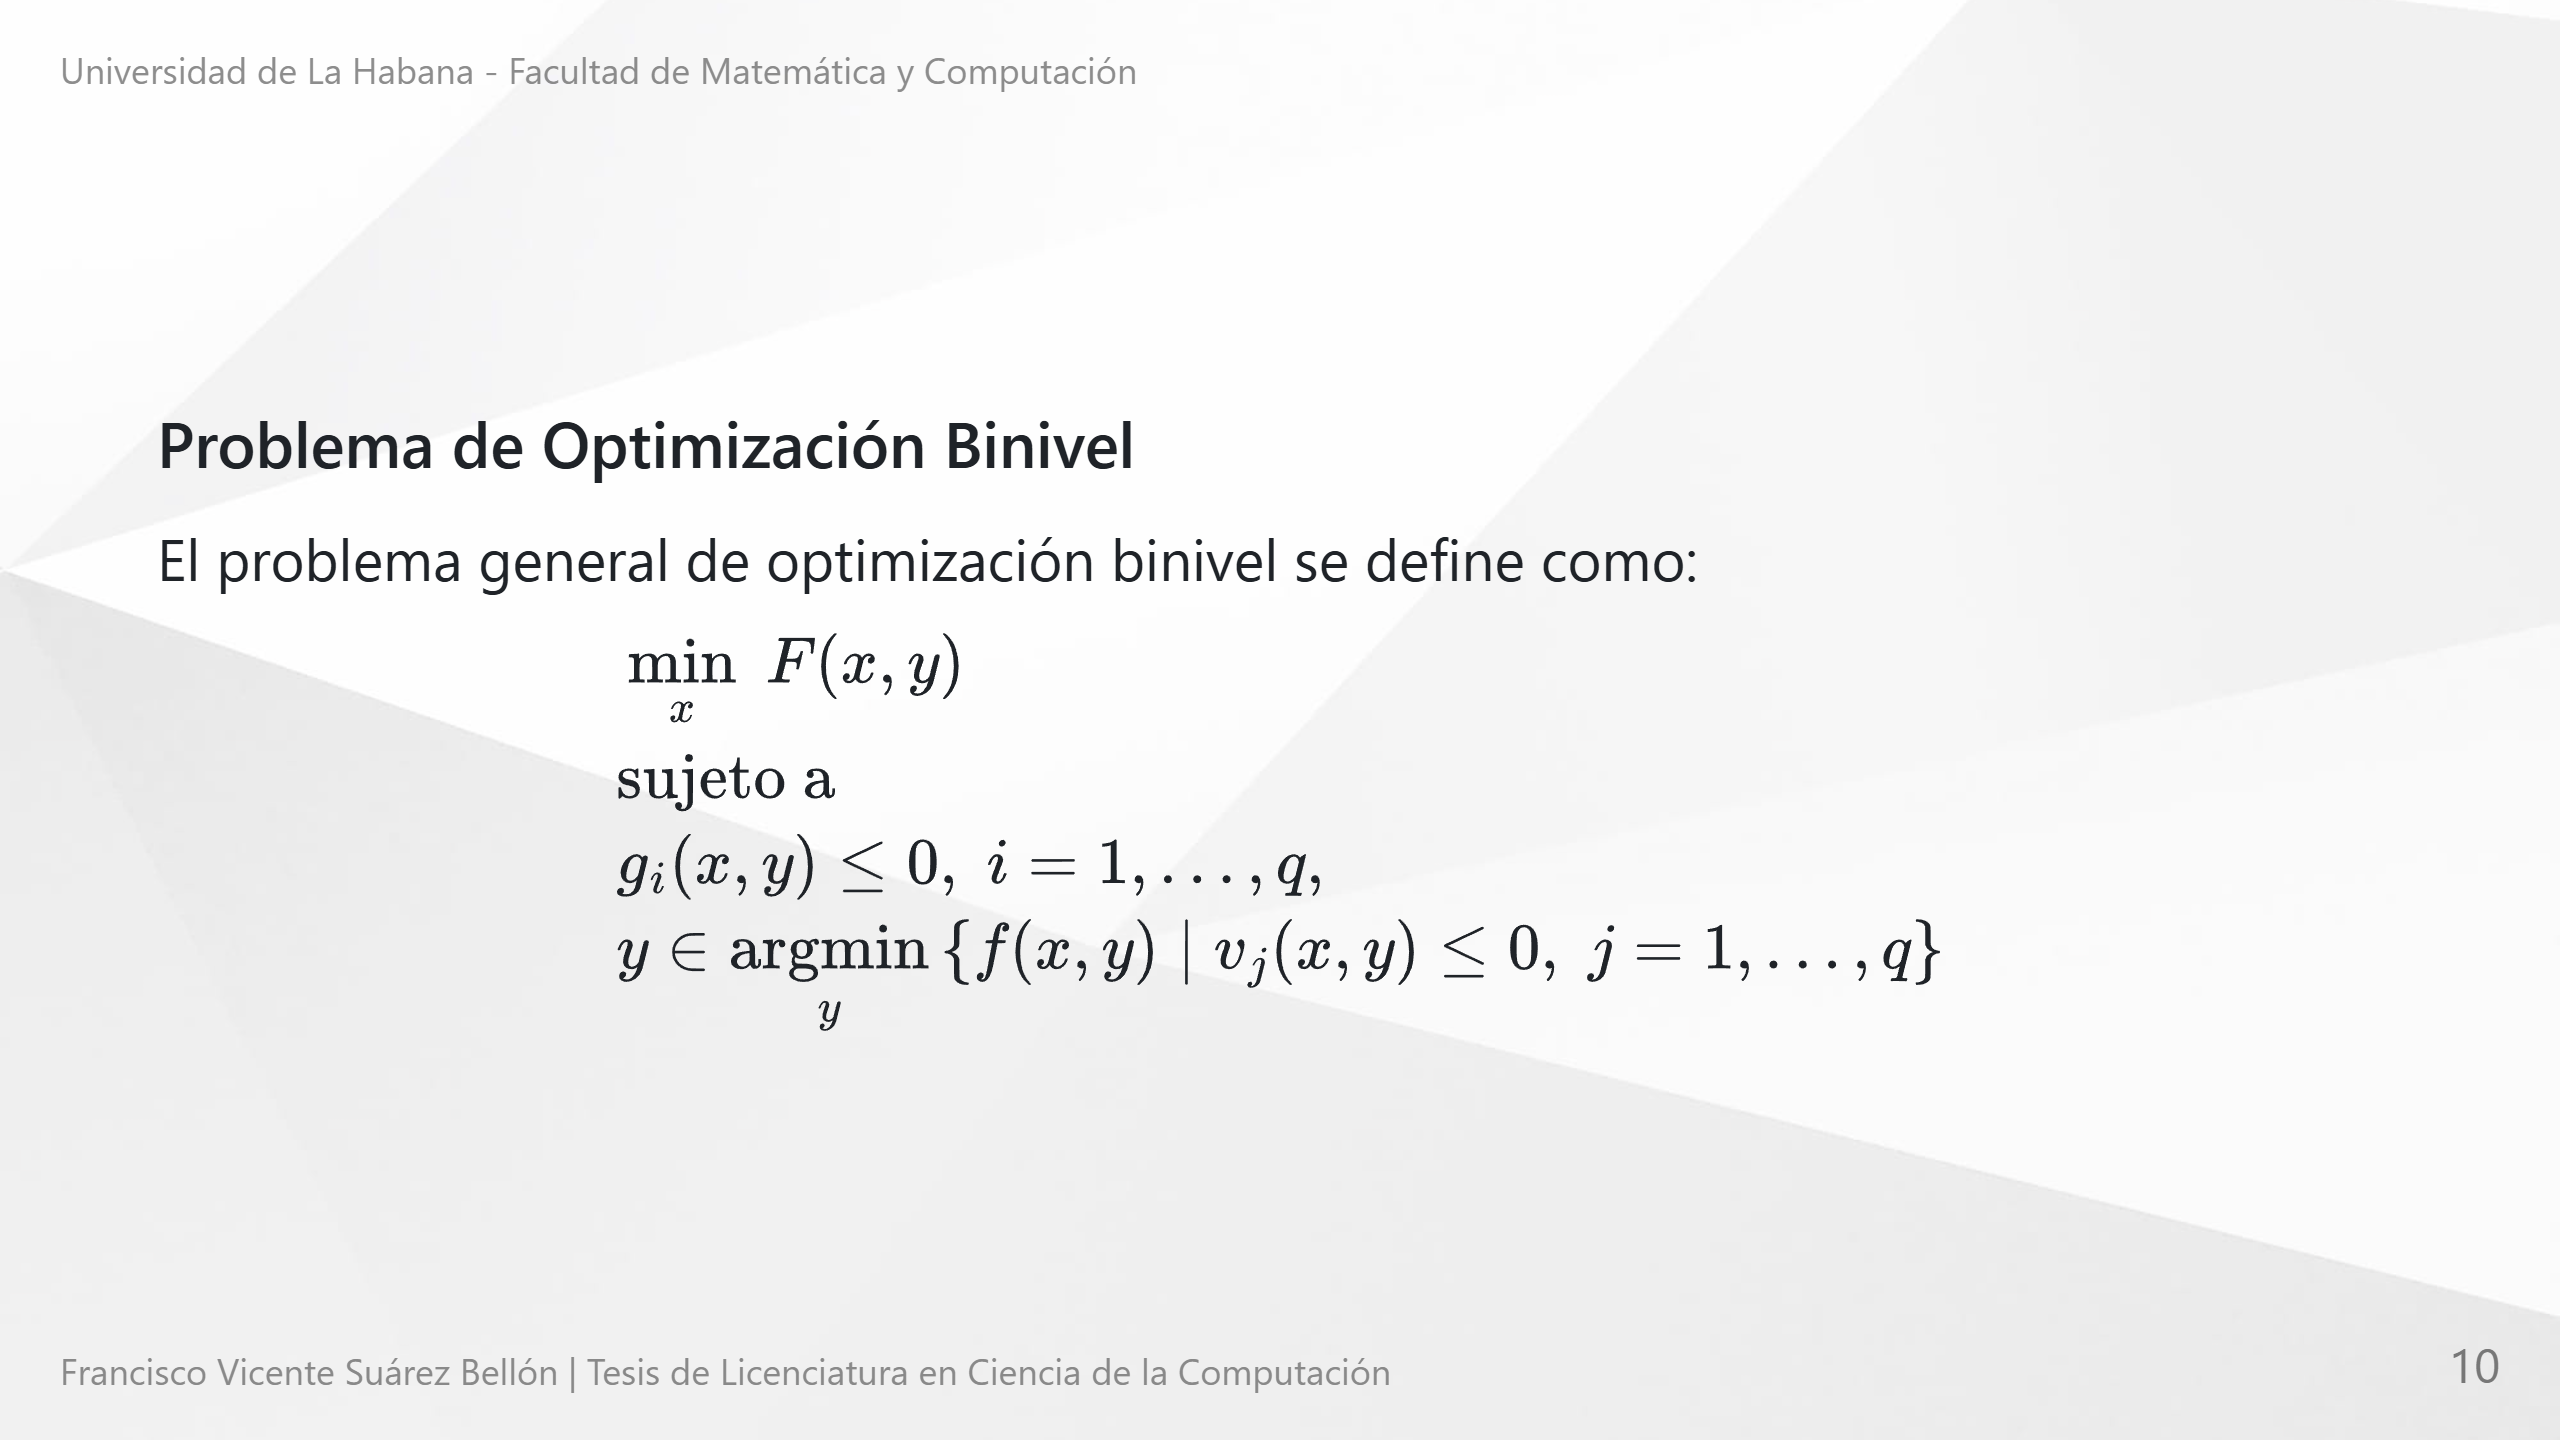 Universidad de La Habana - Facultad de Matemática y Computación
Problema de Optimización Binivel
El problema general de optimización binivel se define como:
min F(x, y)
x
sujeto a
gᵢ(x, y) ≤ 0, i = 1, . . . , q,
y ∈ argmin {f(x, y) | vⱼ(x, y) ≤ 0, j = 1, . . . , q}
y
Francisco Vicente Suárez Bellón | Tesis de Licenciatura en Ciencia de la Computación
10